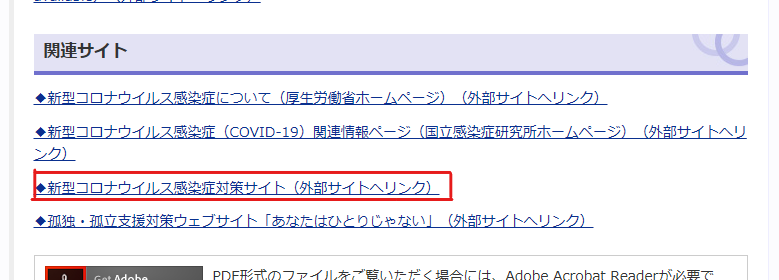 関連サイト
◆新型コロナウイルス感染症について（厚生労働省ホームページ）（外部サイトへリンク）
◆新型コロナウイルス感染症（COVID-19）関連情報ページ（国立感染症研究所ホームページ）（外部サイトへリ
ンク）
◆新型コロナウイルス感染症対策サイト（外部サイトへリンク）
◆孤独・孤立支援対策ウェブサイト「あなたはひとりじゃない」（外部サイトへリンク）
Get Adobe
PDF形式のファイルをご覧いただく場合には、Adobe Acrobat Readerが必要で